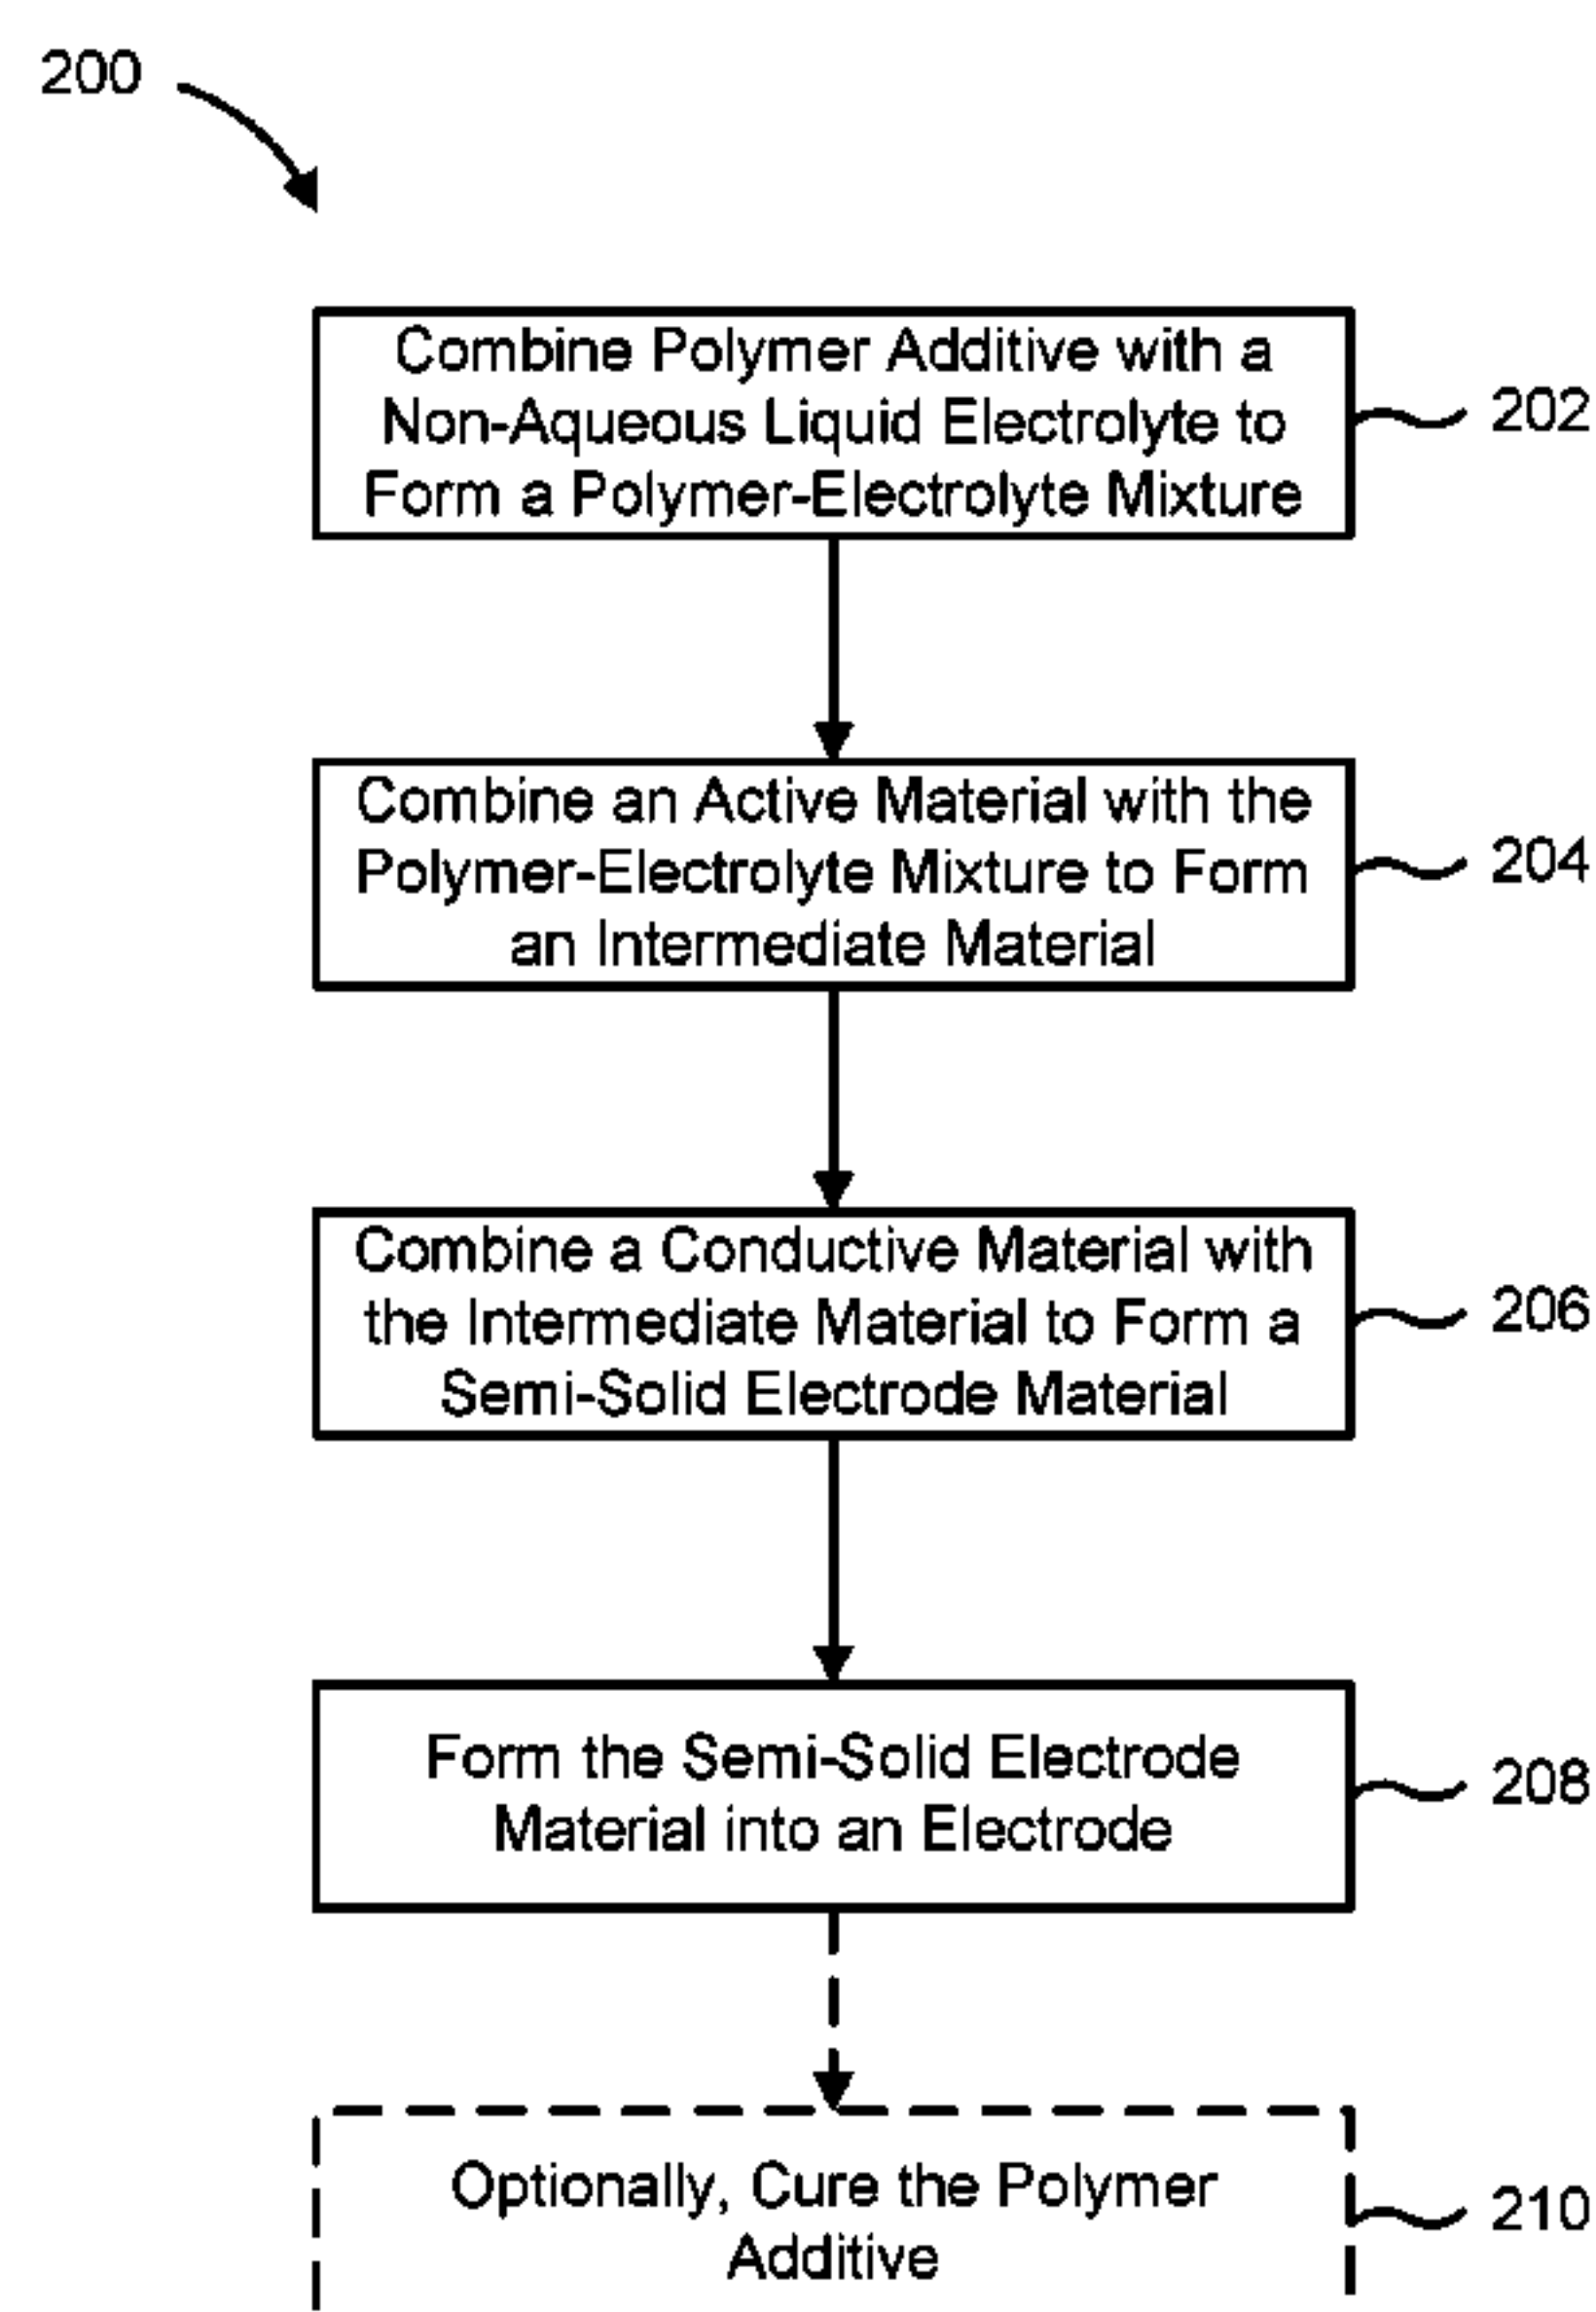 200
Combine Polymer Additive with a
Non-Aqueous Liquid Electrolyte to
Form a Polymer-Electrolyte Mixture
202
Combine an Active Material with the
Polymer-Electrolyte Mixture to Form
an Intermediate Material
204
Combine a Conductive Material with
the Intermediate Material to Form a
Semi-Solid Electrode Material
206
Form the Semi-Solid Electrode
Material into an Electrode
208
Optionally, Cure the Polymer
Additive
210